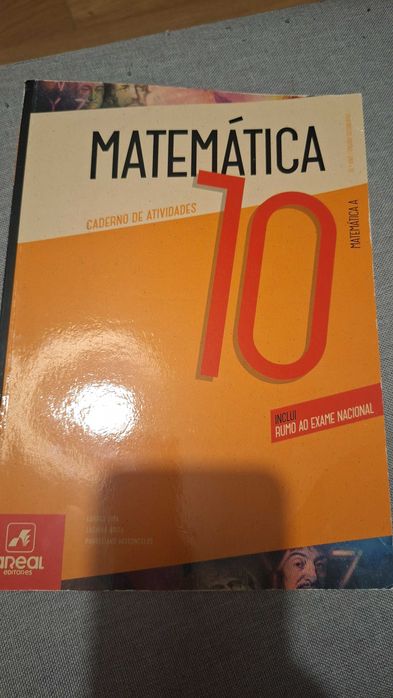 MATEMÁTICA
10
CADERNO DE ATIVIDADES
MATEMÁTICA A
INCLUI
RUMO AO EXAME NACIONAL
AREAL
EDITORES